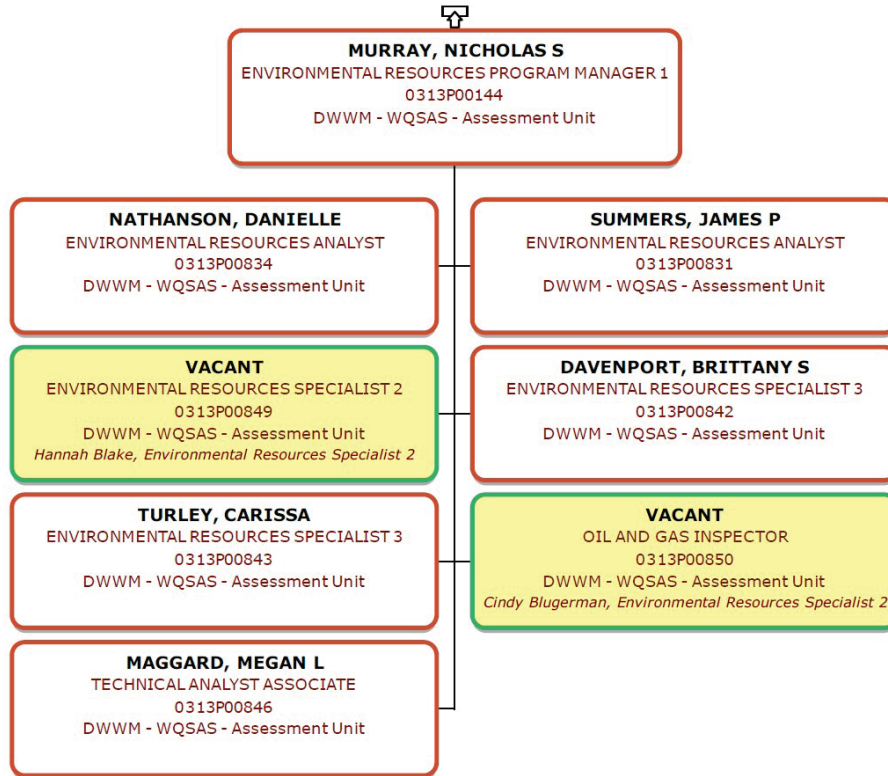 MURRAY, NICHOLAS S
ENVIRONMENTAL RESOURCES PROGRAM MANAGER 1
0313P00144
DWWM - WQSAS - Assessment Unit
NATHANSON, DANIELLE
ENVIRONMENTAL RESOURCES ANALYST
0313P00834
DWWM - WQSAS - Assessment Unit
SUMMERS, JAMES P
ENVIRONMENTAL RESOURCES ANALYST
0313P00831
DWWM - WQSAS - Assessment Unit
VACANT
ENVIRONMENTAL RESOURCES SPECIALIST 2
0313P00849
DWWM - WQSAS - Assessment Unit
Hannah Blake, Environmental Resources Specialist 2
DAVENPORT, BRITTANY S
ENVIRONMENTAL RESOURCES SPECIALIST 3
0313P00842
DWWM - WQSAS - Assessment Unit
TURLEY, CARISSA
ENVIRONMENTAL RESOURCES SPECIALIST 3
0313P00843
DWWM - WQSAS - Assessment Unit
VACANT
OIL AND GAS INSPECTOR
0313P00850
DWWM - WQSAS - Assessment Unit
Cindy Blugerman, Environmental Resources Specialist 2
MAGGARD, MEGAN L
TECHNICAL ANALYST ASSOCIATE
0313P00846
DWWM - WQSAS - Assessment Unit